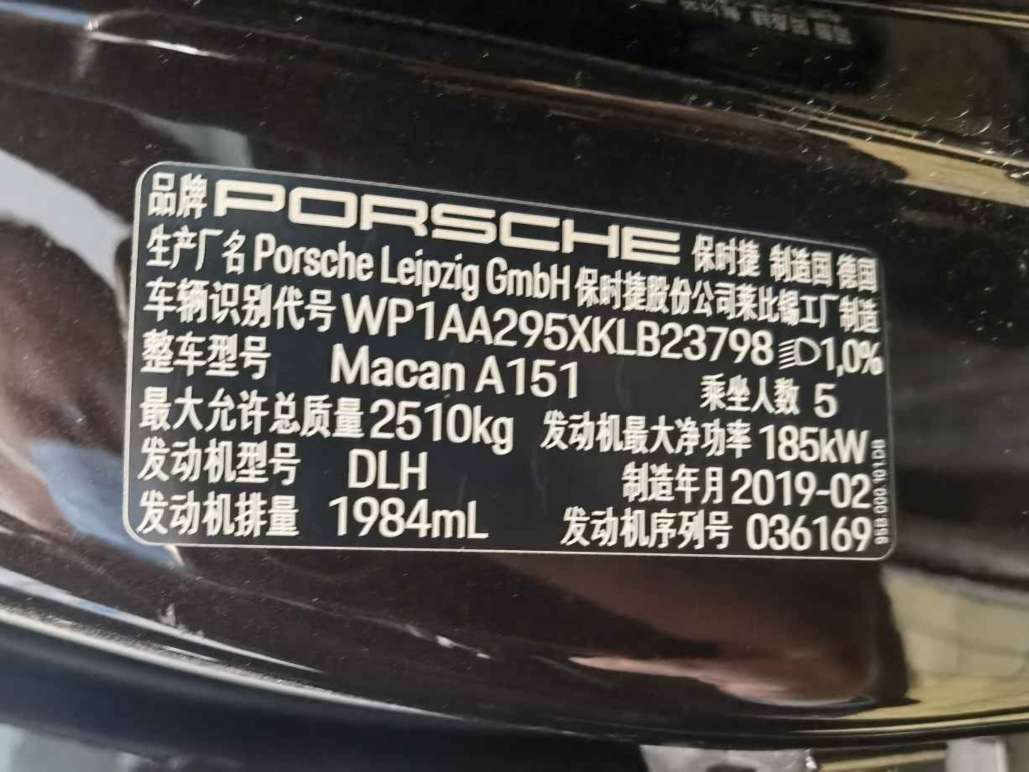 品牌 PORSCHE 保时捷 制造国 德国
生产厂名 Porsche Leipzig GmbH 保时捷股份公司莱比锡工厂制造
车辆识别代号 WP1AA295XKLB23798 1,0%
整车型号 Macan A151 乘坐人数 5
最大允许总质量 2510kg 发动机最大净功率 185kW
发动机型号 DLH 制造年月 2019-02
发动机排量 1984mL 发动机序列号 036169
95B 000 101.DB